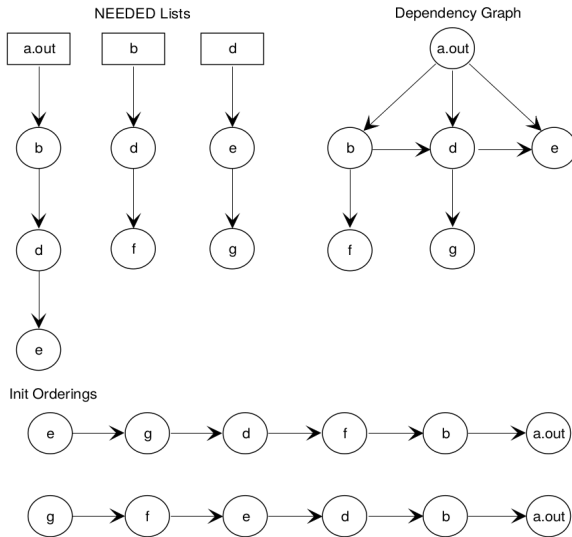 NEEDED Lists
Dependency Graph
a.out b d a.out
b d e b d e
d f g f g
e
Init Orderings
e g d f b a.out
g f e d b a.out